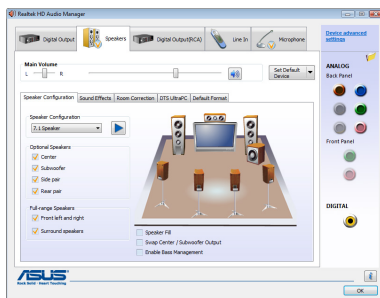 Realtek HD Audio Manager
Digital Output
Speakers
Digital Output(RCA)
Line In
Microphone
Device advanced settings
Main Volume
L
R
Set Default Device
ANALOG
Back Panel
Speaker Configuration
Sound Effects
Room Correction
DTS UltraPC
Default Format
Speaker Configuration
7.1 Speaker
Optional Speakers
Center
Subwoofer
Side pair
Rear pair
Full-range Speakers
Front left and right
Surround speakers
Speaker Fill
Swap Center / Subwoofer Output
Enable Bass Management
Front Panel
DIGITAL
ASUS
Rock Solid · Heart Touching
i
OK